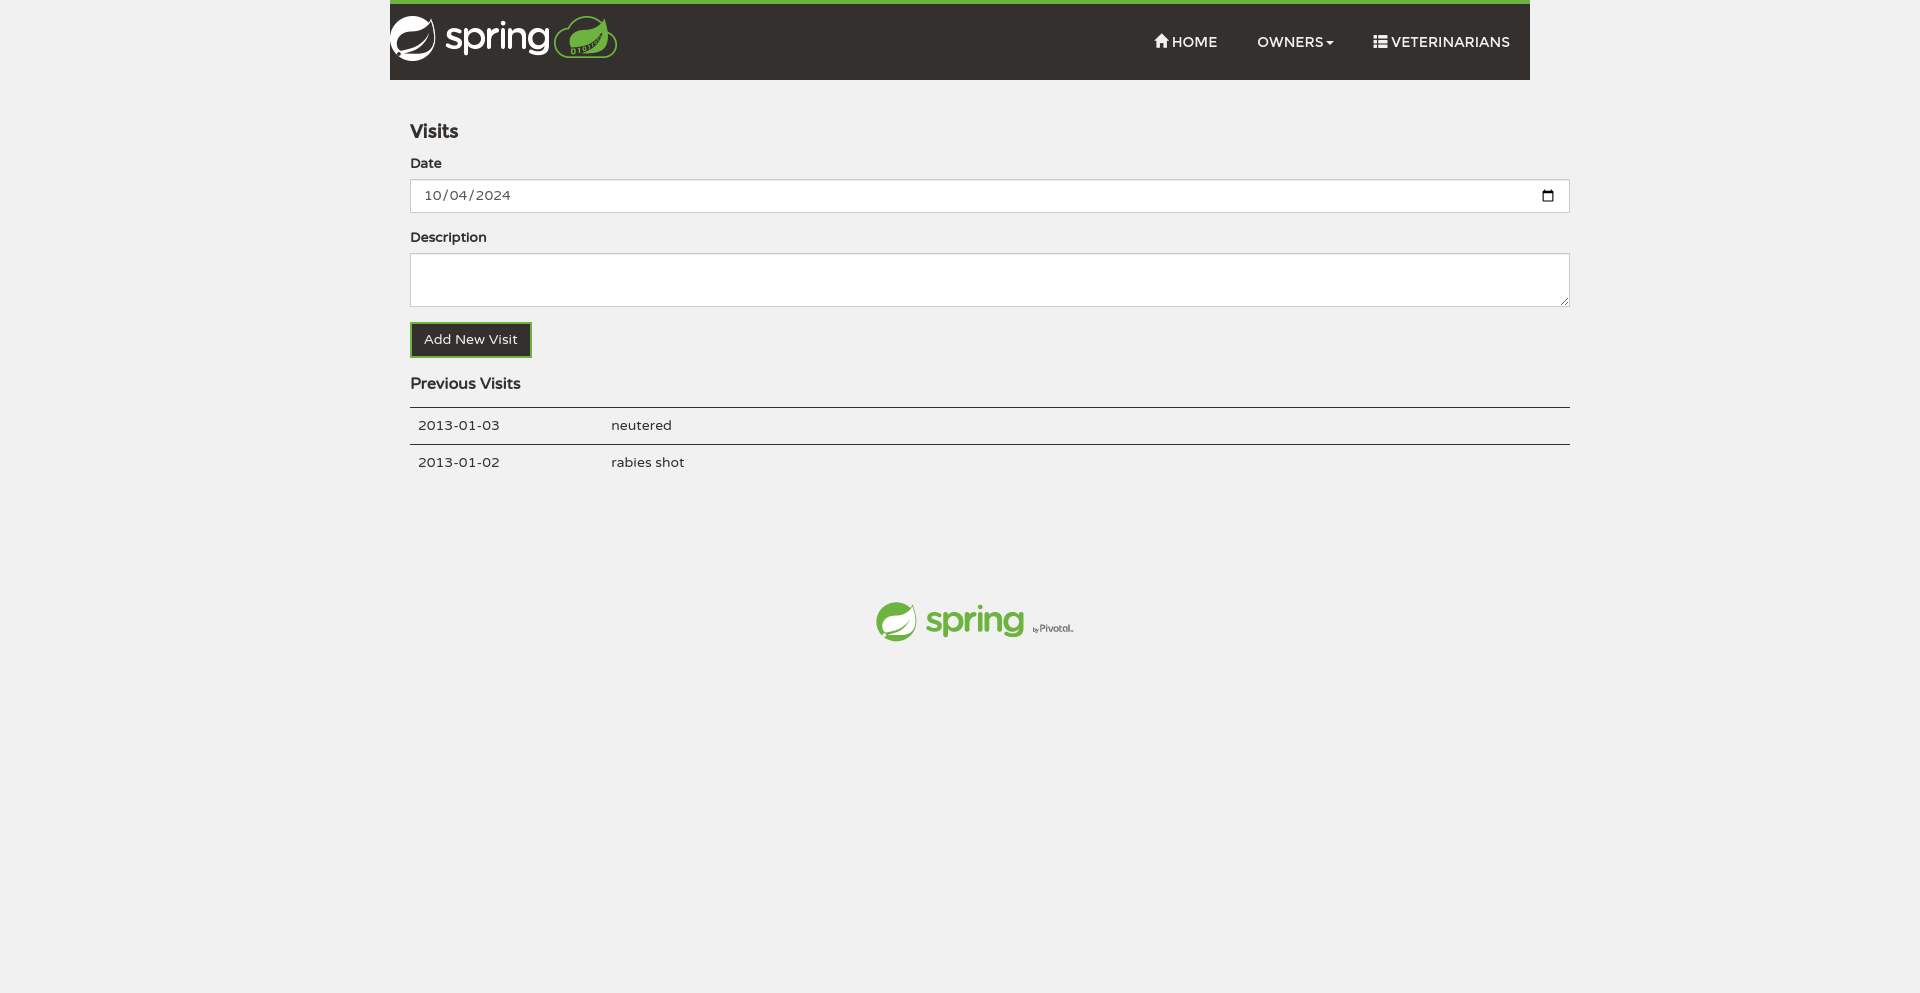 spring
HOME
OWNERS
VETERINARIANS
Visits
Date
10/04/2024
Description
Add New Visit
Previous Visits
2013-01-03 neutered
2013-01-02 rabies shot
spring by Pivotal